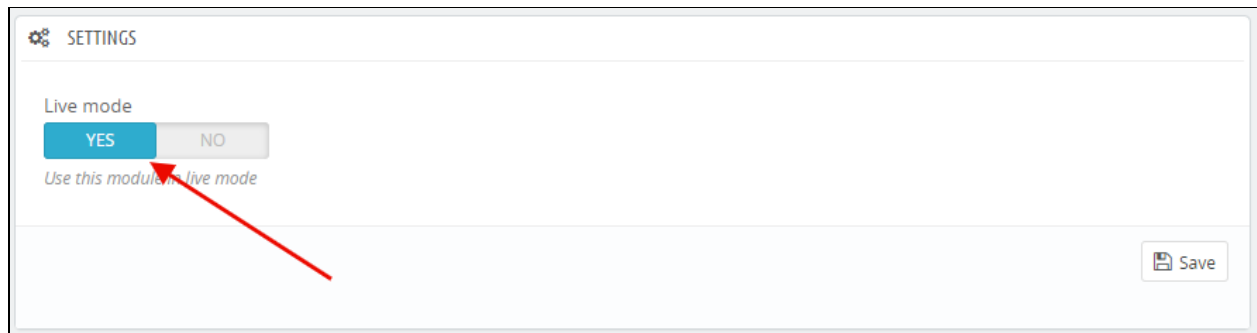 SETTINGS
Live mode
YES NO
Use this module in live mode
Save